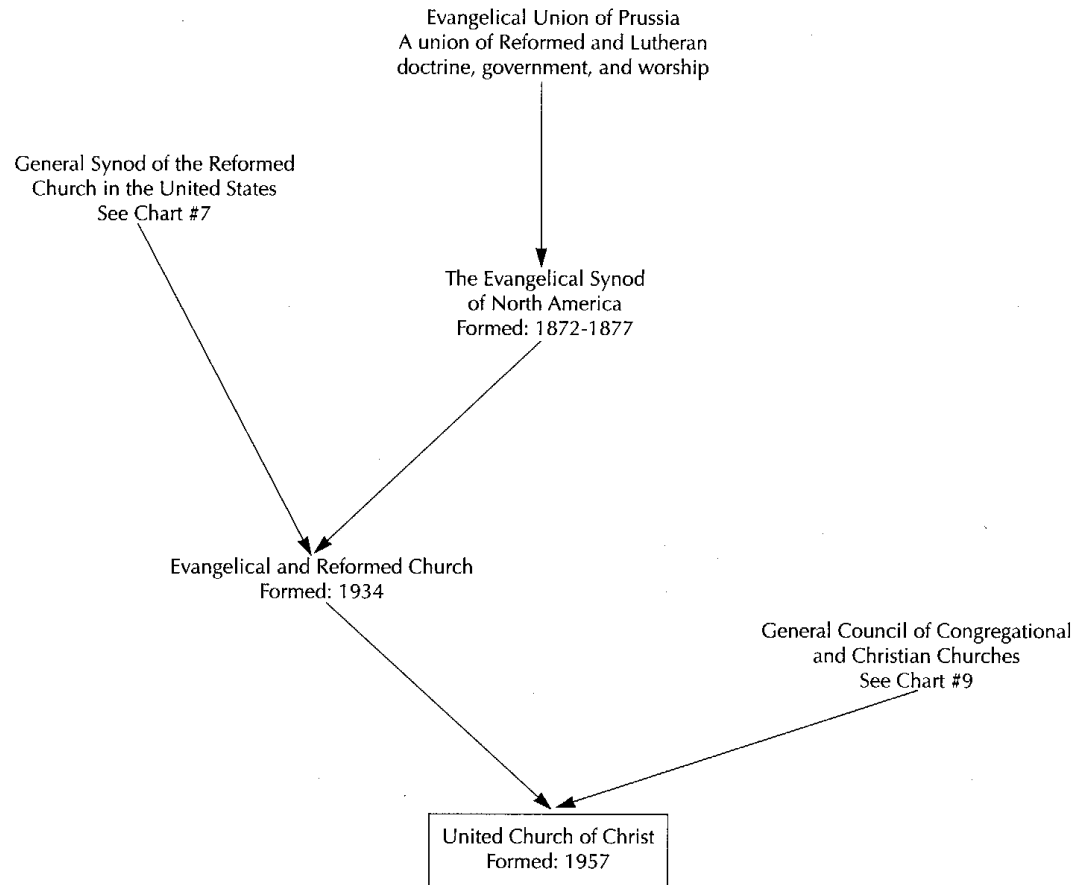 Evangelical Union of Prussia
A union of Reformed and Lutheran
doctrine, government, and worship
General Synod of the Reformed
Church in the United States
See Chart #7
The Evangelical Synod
of North America
Formed: 1872-1877
Evangelical and Reformed Church
Formed: 1934
General Council of Congregational
and Christian Churches
See Chart #9
United Church of Christ
Formed: 1957